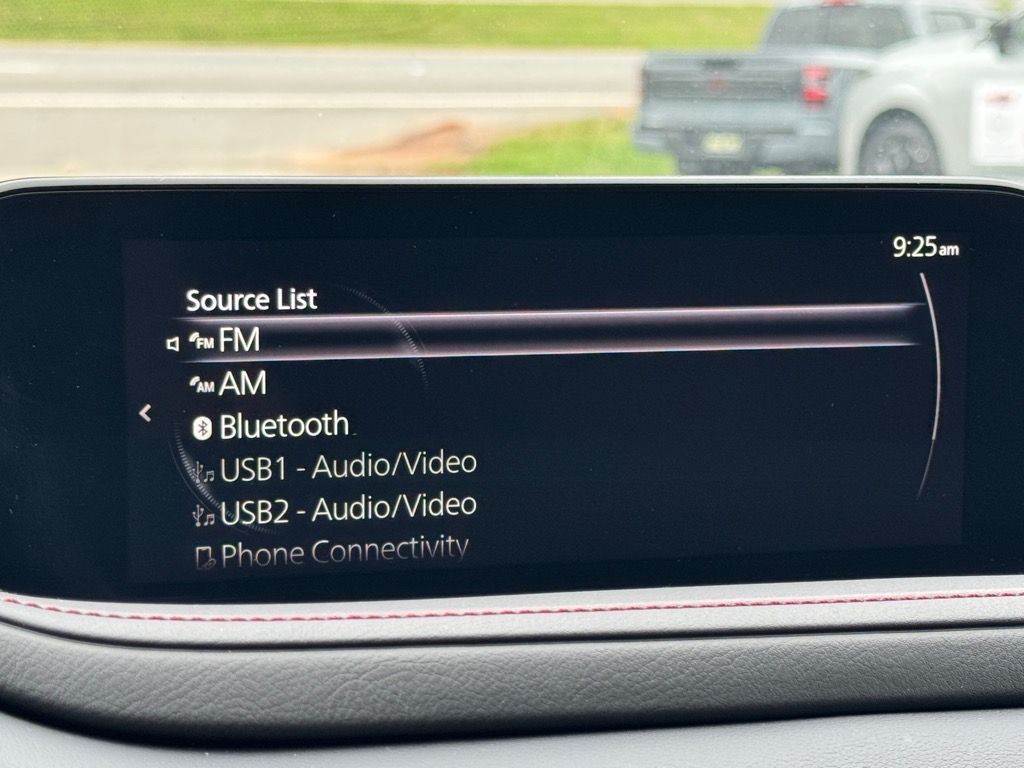 9:25am
Source List
FM FM
AM AM
Bluetooth
USB1 - Audio/Video
USB2 - Audio/Video
Phone Connectivity